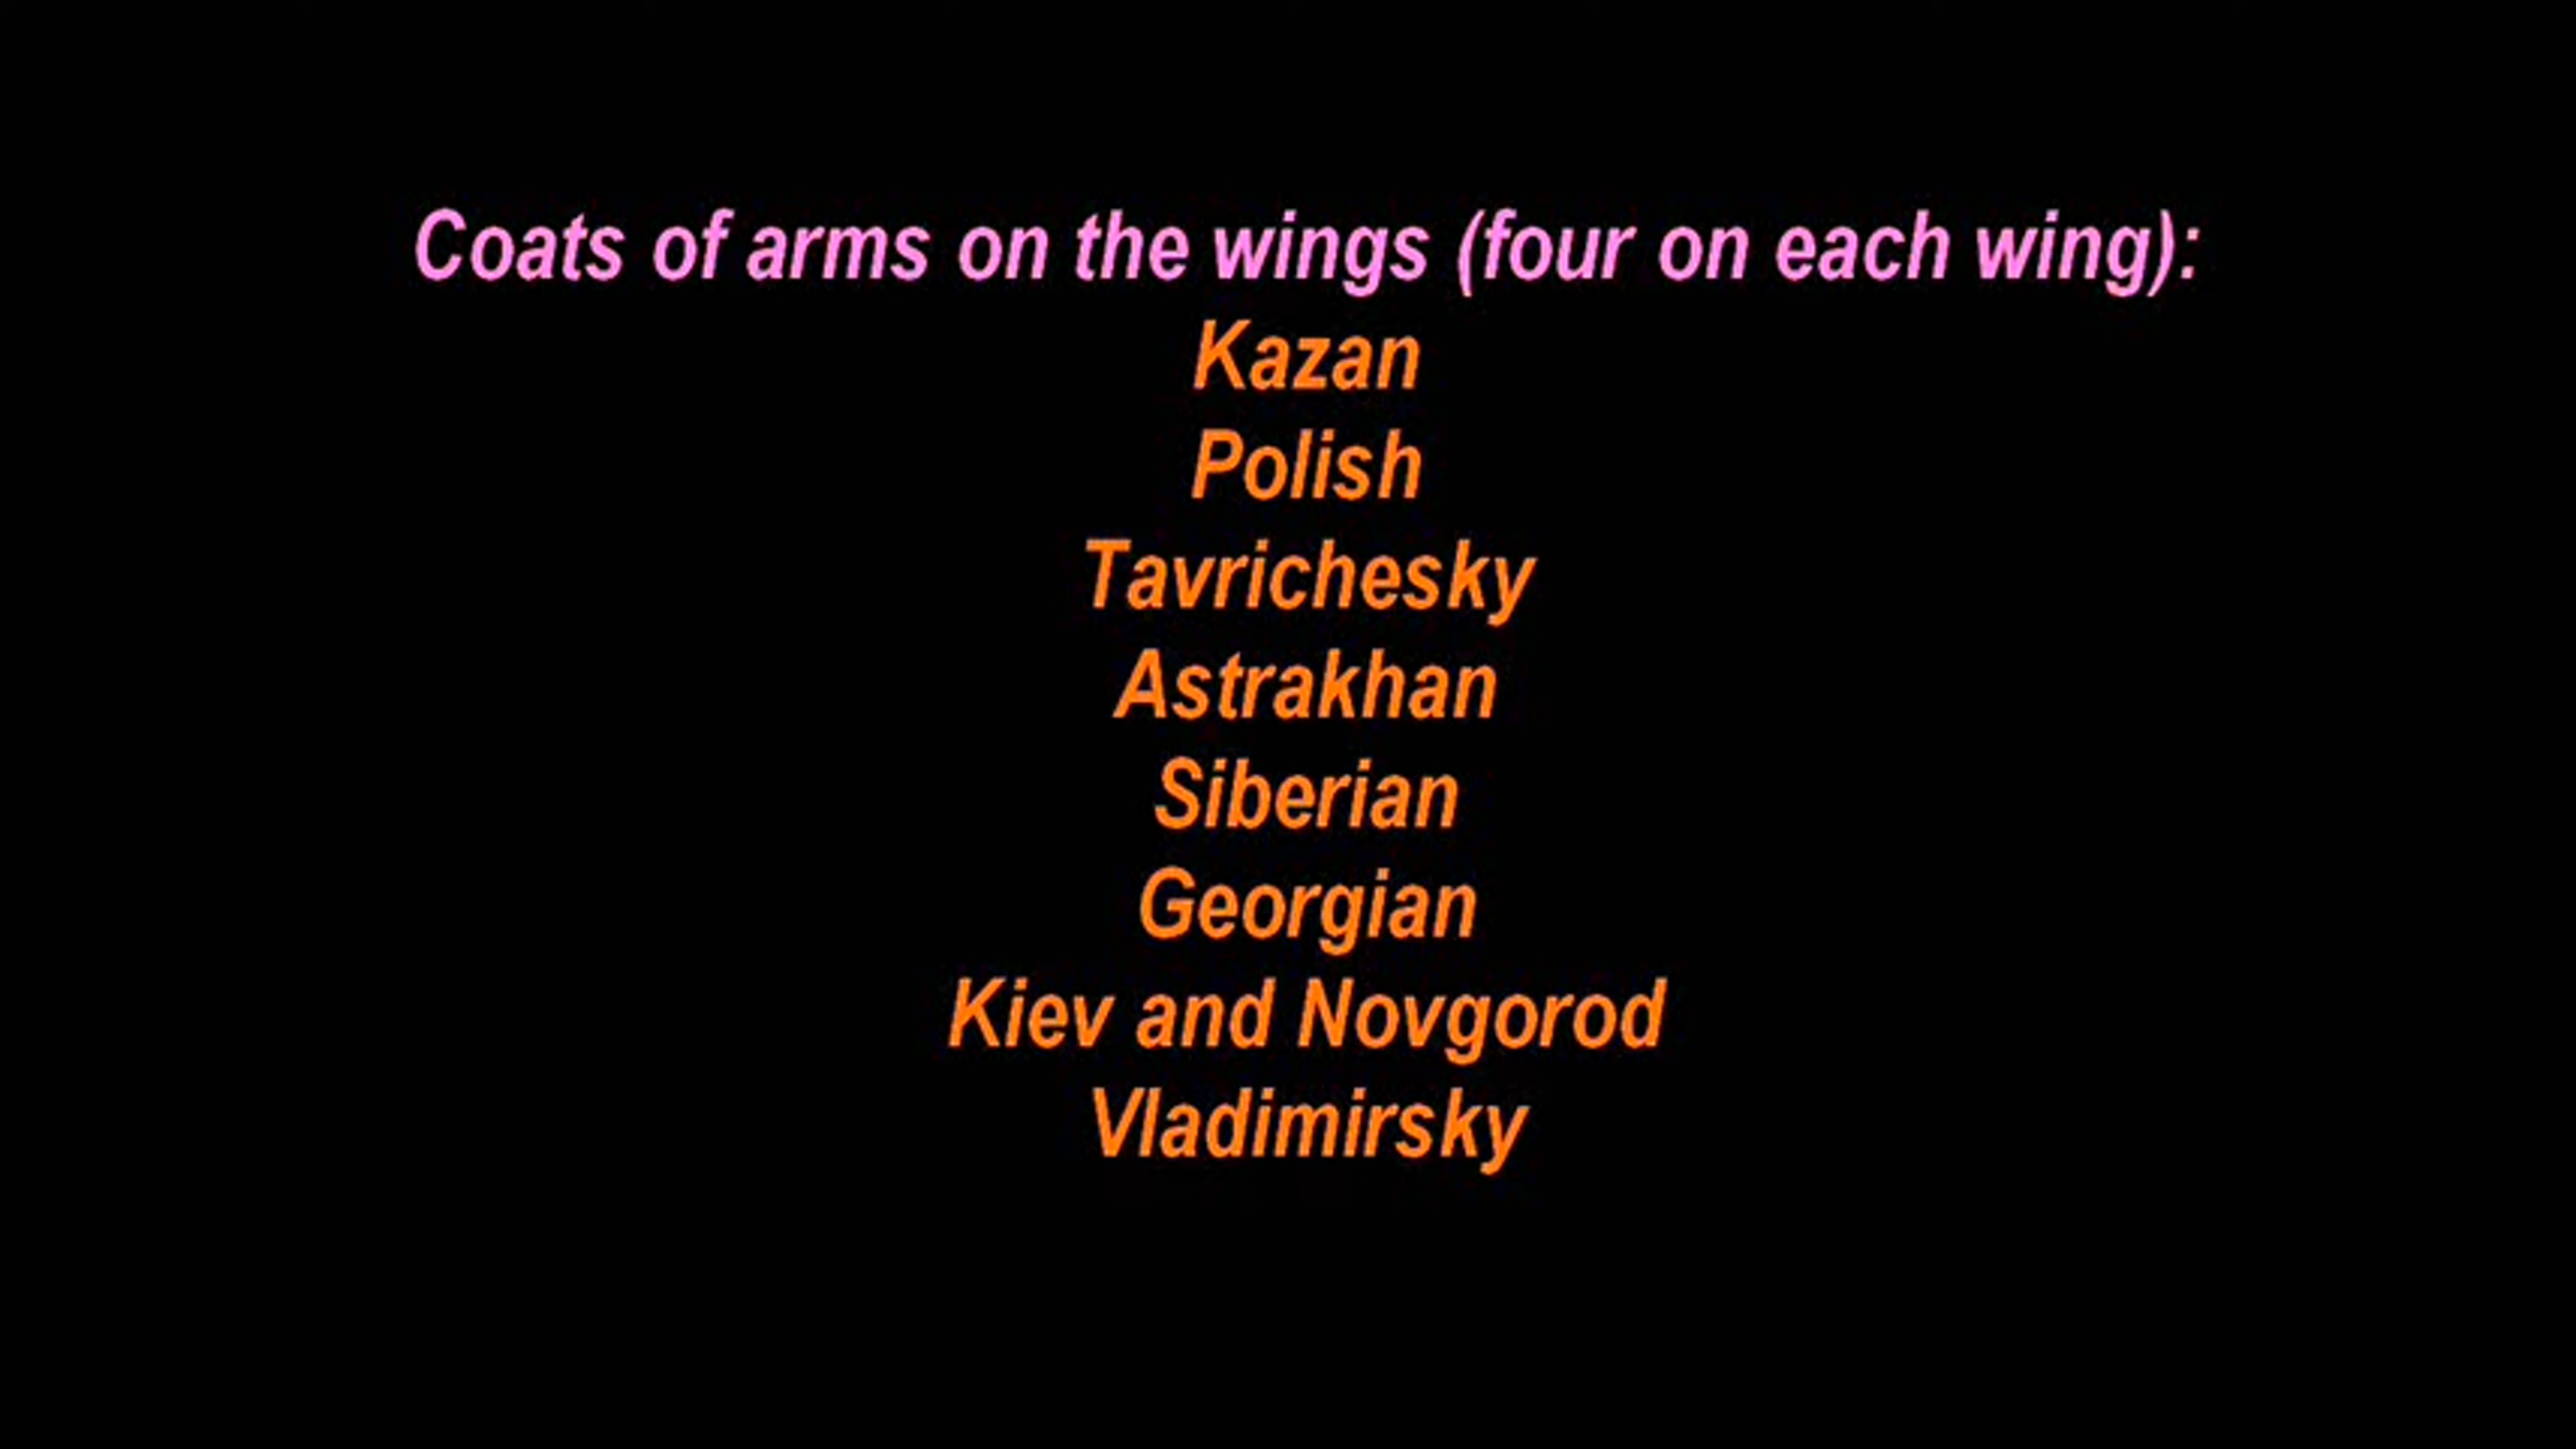 Coats of arms on the wings (four on each wing):
Kazan
Polish
Tavrichesky
Astrakhan
Siberian
Georgian
Kiev and Novgorod
Vladimirsky